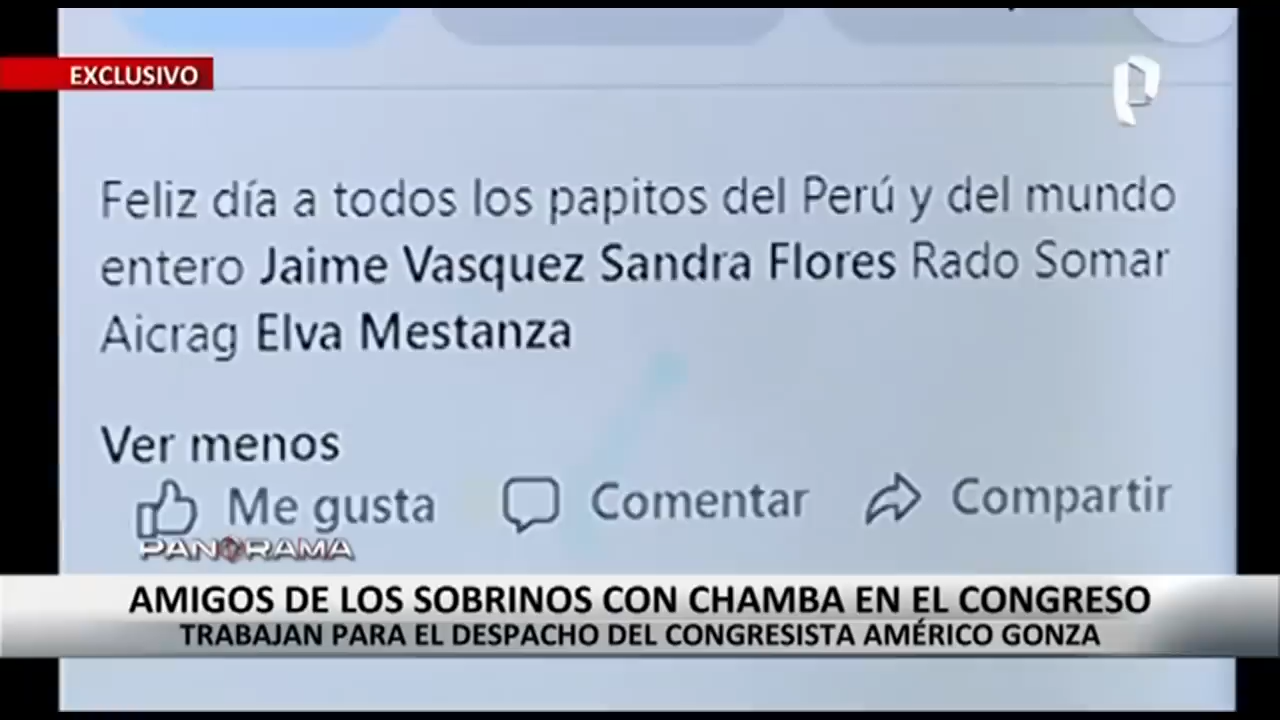 EXCLUSIVO
Feliz día a todos los papitos del Perú y del mundo
entero Jaime Vasquez Sandra Flores Rado Somar
Aicrag Elva Mestanza
Ver menos
Me gusta
Comentar
Compartir
PANORAMA
AMIGOS DE LOS SOBRINOS CON CHAMBA EN EL CONGRESO
TRABAJAN PARA EL DESPACHO DEL CONGRESISTA AMÉRICO GONZA